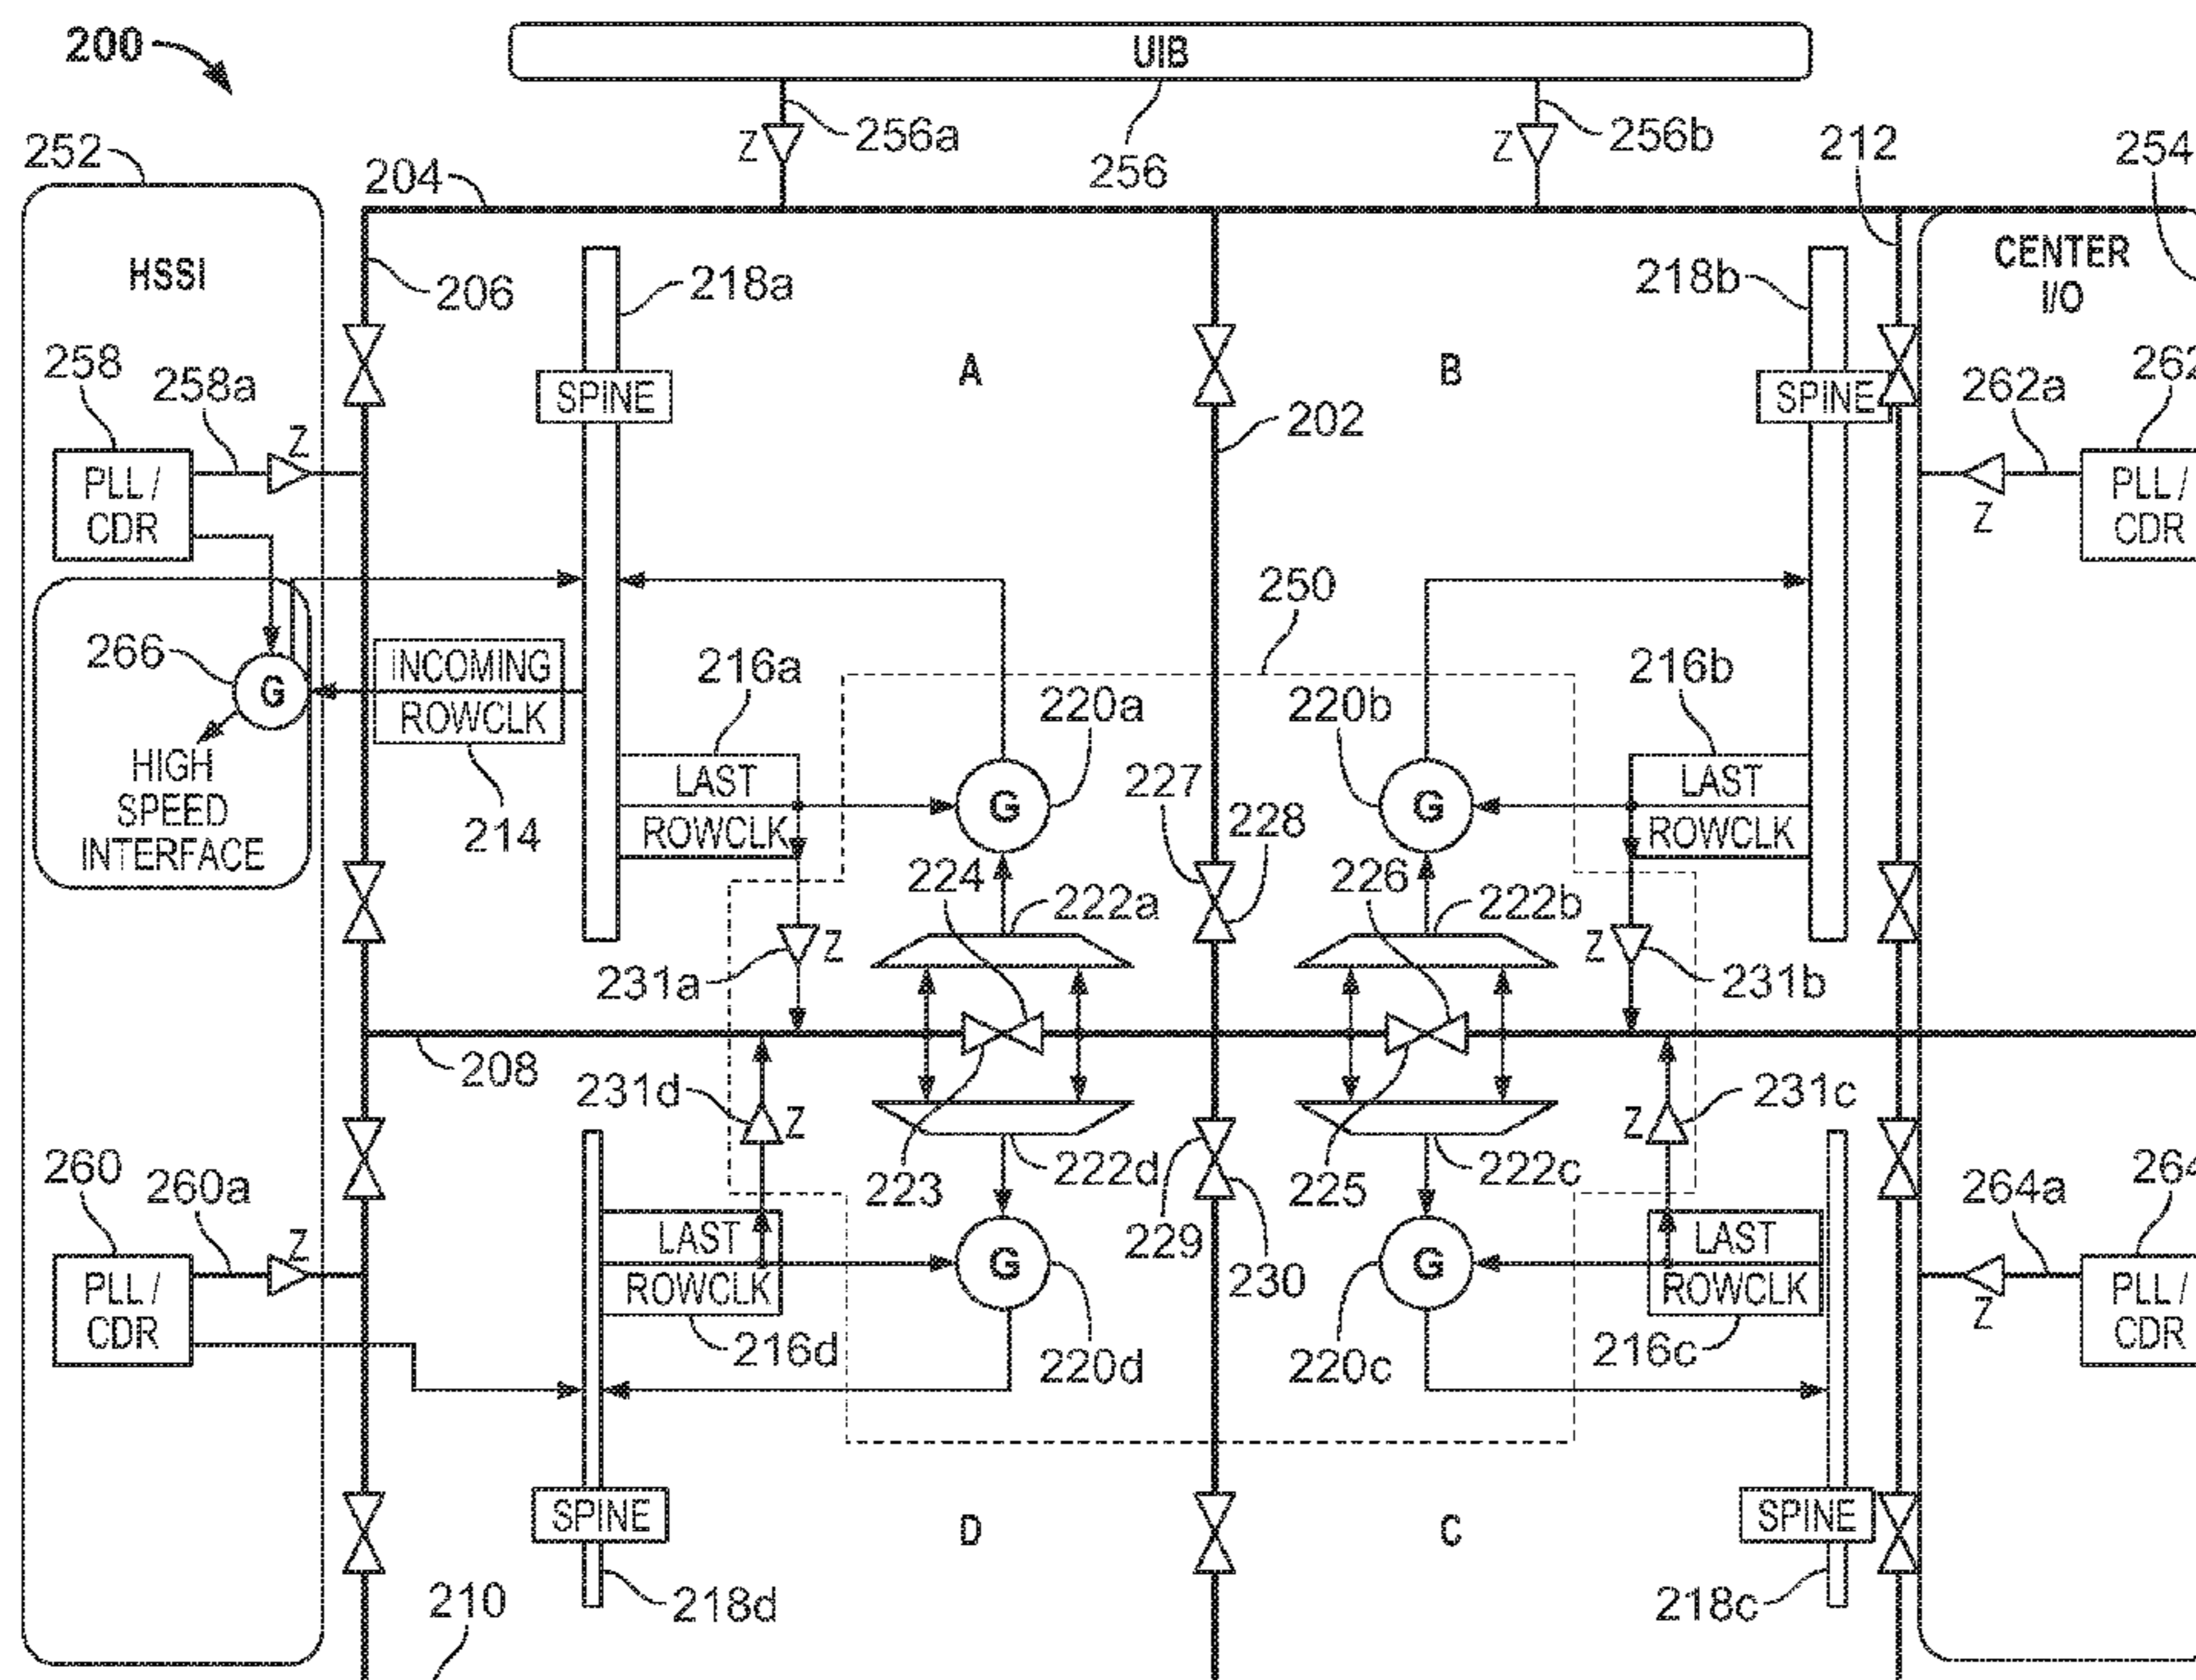 200
UIB
256a
256
256b
212
254
252
204
HSSI
206
218a
218b
CENTER
I/O
258
258a
Z
Z
Z
A
B
SPINE
SPINE
262a
262
202
PLL /
CDR
Z
PLL /
CDR
250
266
G
INCOMING
ROWCLK
214
216a
220a
220b
216b
HIGH
SPEED
INTERFACE
LAST
ROWCLK
G
227
228
G
LAST
ROWCLK
224
222a
226
222b
231a
Z
Z
231b
208
231d
Z
231c
Z
260
260a
Z
223
222d
229
230
225
222c
264a
264
PLL /
CDR
LAST
ROWCLK
216d
G
220d
G
220c
LAST
ROWCLK
216c
Z
PLL /
CDR
SPINE
D
C
SPINE
210
218d
218c